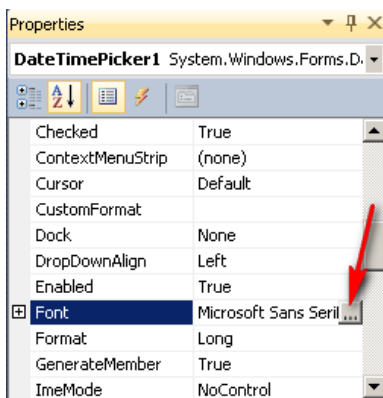 Properties
DateTimePicker1 System.Windows.Forms.D
Checked True
ContextMenuStrip (none)
Cursor Default
CustomFormat
Dock None
DropDownAlign Left
Enabled True
Font Microsoft Sans Serif ...
Format Long
GenerateMember True
ImeMode NoControl